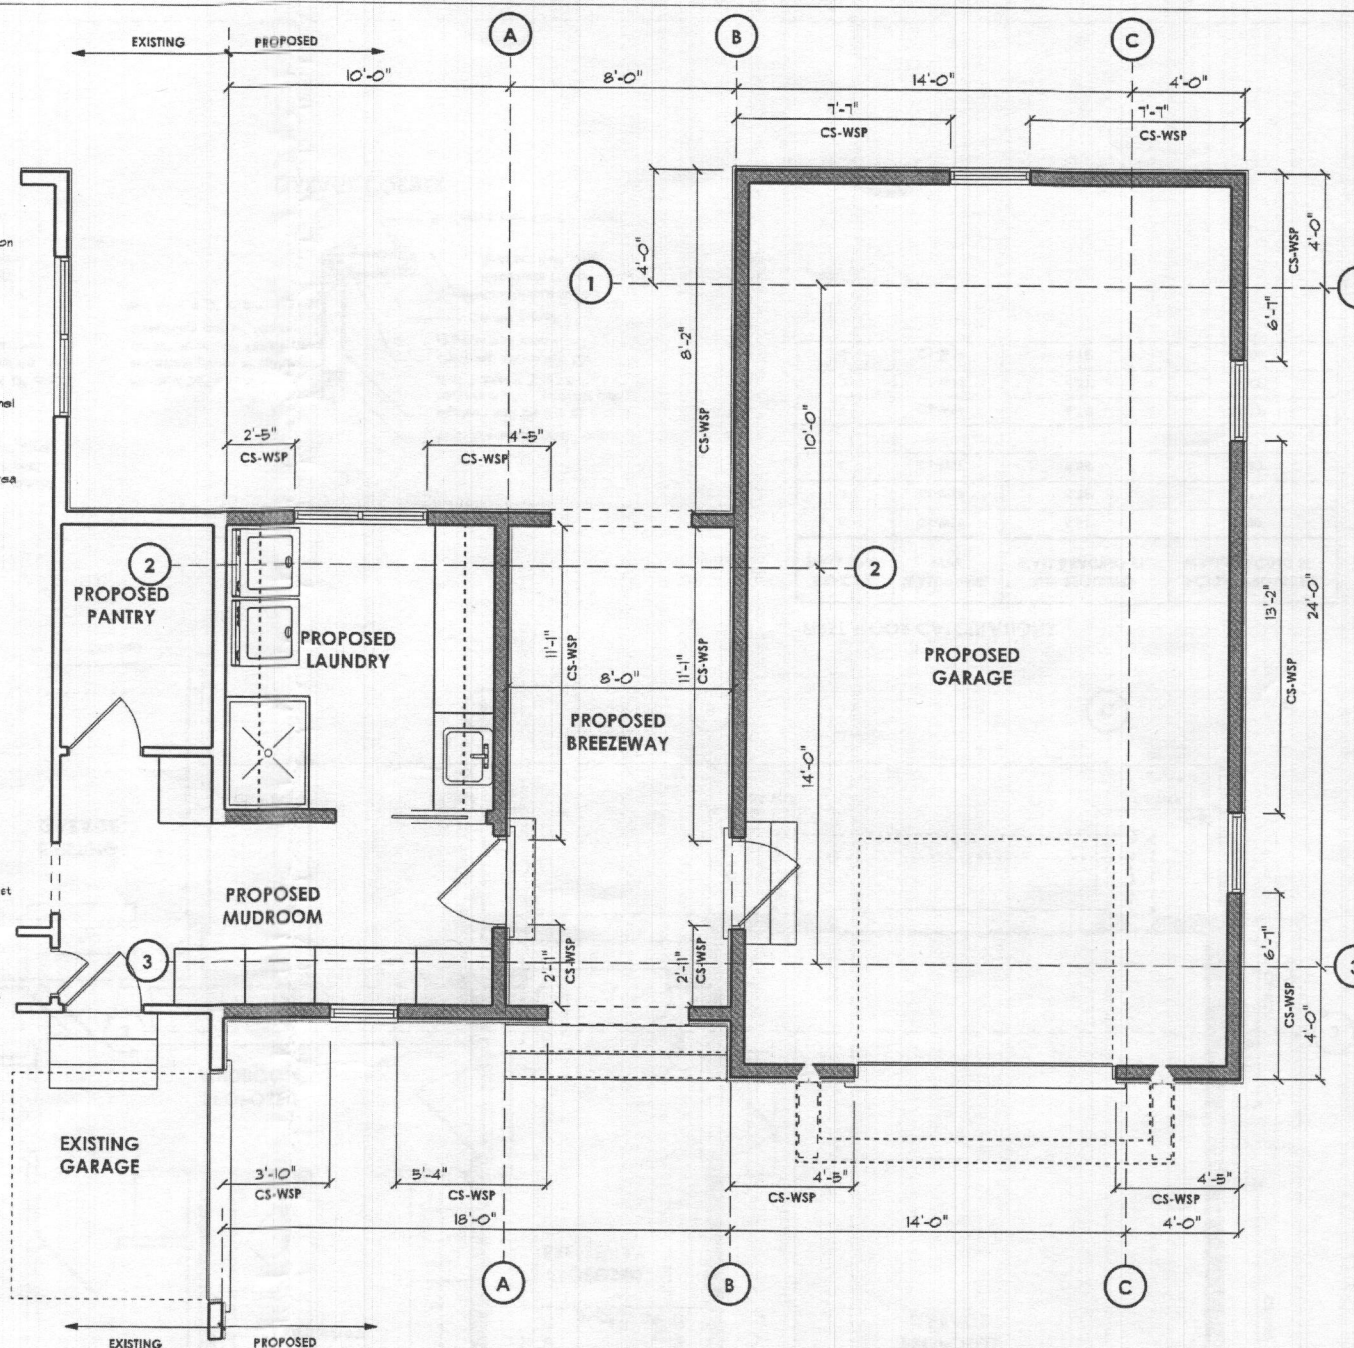 EXISTING
PROPOSED
A
B
C
10'-0"
8'-0"
14'-0"
4'-0"
7'-7"
CS-WSP
7'-7"
CS-WSP
4'-0"
8'-2"
CS-WSP
CS-WSP
4'-0"
1
6'-7"
10'-0"
2'-5"
CS-WSP
4'-5"
CS-WSP
2
2
PROPOSED
PANTRY
PROPOSED
LAUNDRY
11'-1"
CS-WSP
11'-1"
CS-WSP
8'-0"
PROPOSED
BREEZEWAY
PROPOSED
GARAGE
13'-2"
CS-WSP
24'-0"
14'-0"
PROPOSED
MUDROOM
3
3
2'-11"
CS-WSP
2'-11"
CS-WSP
6'-7"
CS-WSP
4'-0"
EXISTING
GARAGE
3'-10"
CS-WSP
5'-4"
CS-WSP
4'-5"
CS-WSP
4'-5"
CS-WSP
18'-0"
14'-0"
4'-0"
A
B
C
EXISTING
PROPOSED